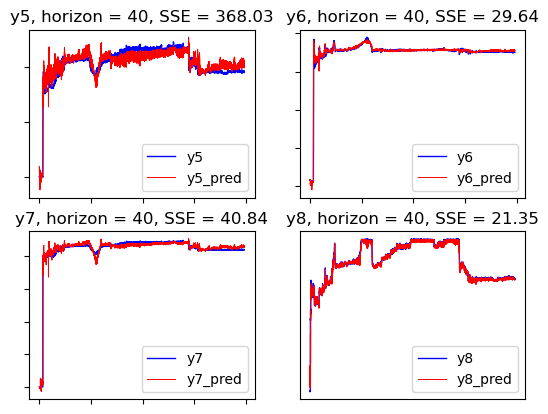 y5, horizon = 40, SSE = 368.03
y5
y5_pred
y6, horizon = 40, SSE = 29.64
y6
y6_pred
y7, horizon = 40, SSE = 40.84
y7
y7_pred
y8, horizon = 40, SSE = 21.35
y8
y8_pred